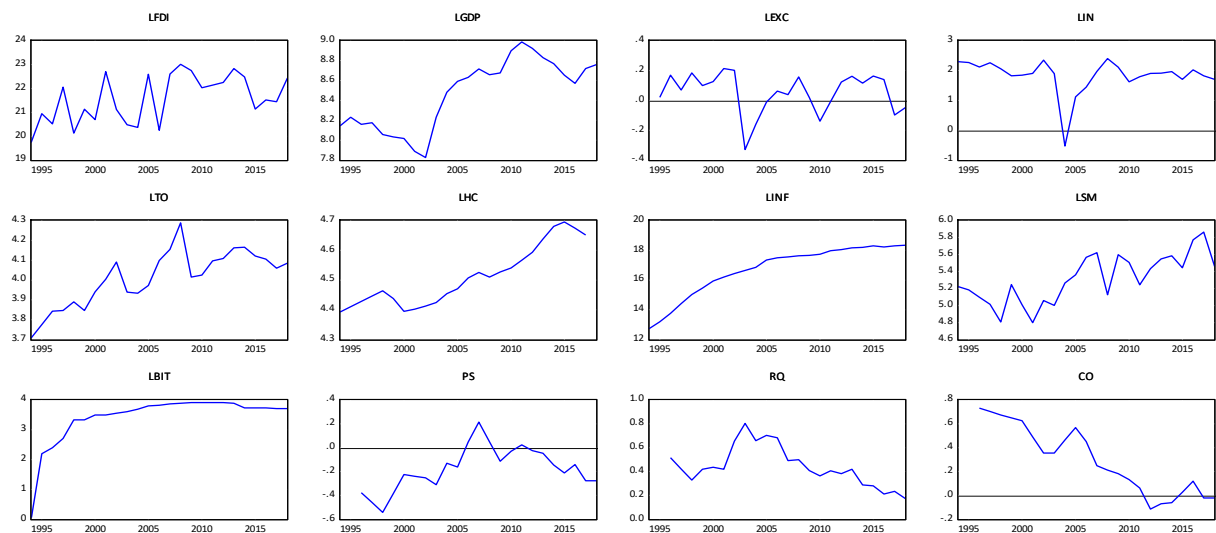 LFDI
24
23
22
21
20
19
1995 2000 2005 2010 2015
LGDP
9.0
8.8
8.6
8.4
8.2
8.0
7.8
1995 2000 2005 2010 2015
LEXC
.4
.2
.0
-.2
-.4
1995 2000 2005 2010 2015
LIN
3
2
1
0
-1
1995 2000 2005 2010 2015
LTO
4.3
4.2
4.1
4.0
3.9
3.8
3.7
1995 2000 2005 2010 2015
LHC
4.7
4.6
4.5
4.4
4.3
1995 2000 2005 2010 2015
LINF
20
18
16
14
12
1995 2000 2005 2010 2015
LSM
6.0
5.8
5.6
5.4
5.2
5.0
4.8
4.6
1995 2000 2005 2010 2015
LBIT
4
3
2
1
0
1995 2000 2005 2010 2015
PS
.4
.2
.0
-.2
-.4
-.6
1995 2000 2005 2010 2015
RQ
1.0
0.8
0.6
0.4
0.2
0.0
1995 2000 2005 2010 2015
CO
.8
.6
.4
.2
.0
-.2
1995 2000 2005 2010 2015